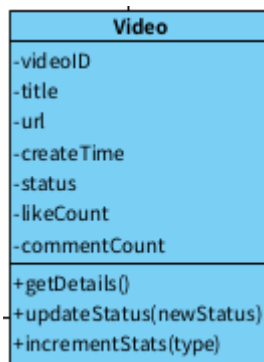 Video
-videoID
-title
-url
-createTime
-status
-likeCount
-commentCount
+getDetails()
+updateStatus(newStatus)
+incrementStats(type)